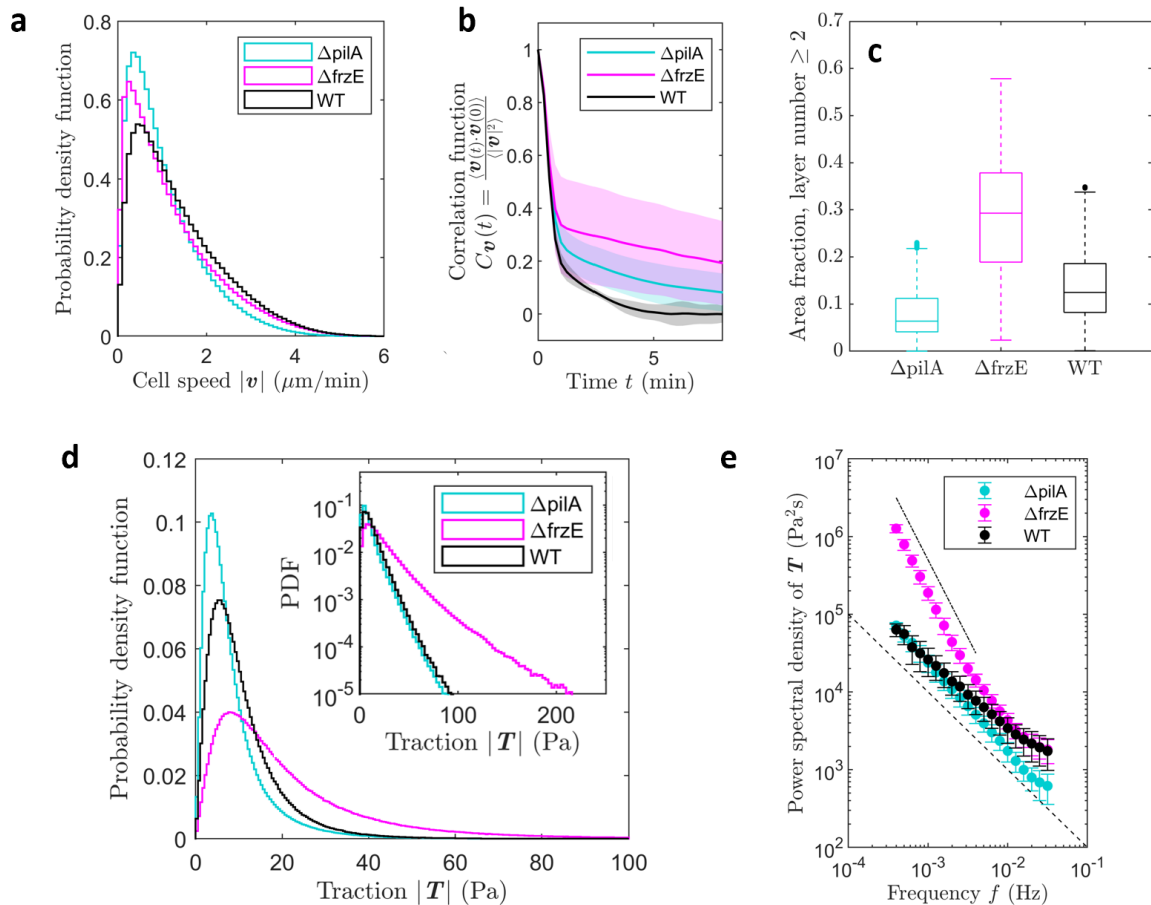 a
Probability density function
0.8
0.6
0.4
0.2
0
0
2
4
6
Cell speed |v| (μm/min)
ΔpilA
ΔfrzE
WT
b
Correlation function
C_v(t) = ⟨v(t)·v(0)⟩ / ⟨|v|²⟩
1
0.8
0.6
0.4
0.2
0
0
5
Time t (min)
ΔpilA
ΔfrzE
WT
c
Area fraction, layer number ≥ 2
0.7
0.6
0.5
0.4
0.3
0.2
0.1
0
ΔpilA
ΔfrzE
WT
d
Probability density function
0.12
0.1
0.08
0.06
0.04
0.02
0
0
20
40
60
80
100
Traction |T| (Pa)
PDF
10⁻¹
10⁻²
10⁻³
10⁻⁴
10⁻⁵
0
100
200
Traction |T| (Pa)
ΔpilA
ΔfrzE
WT
e
Power spectral density of T (Pa²s)
10⁷
10⁶
10⁵
10⁴
10³
10²
10⁻⁴
10⁻³
10⁻²
10⁻¹
Frequency f (Hz)
ΔpilA
ΔfrzE
WT